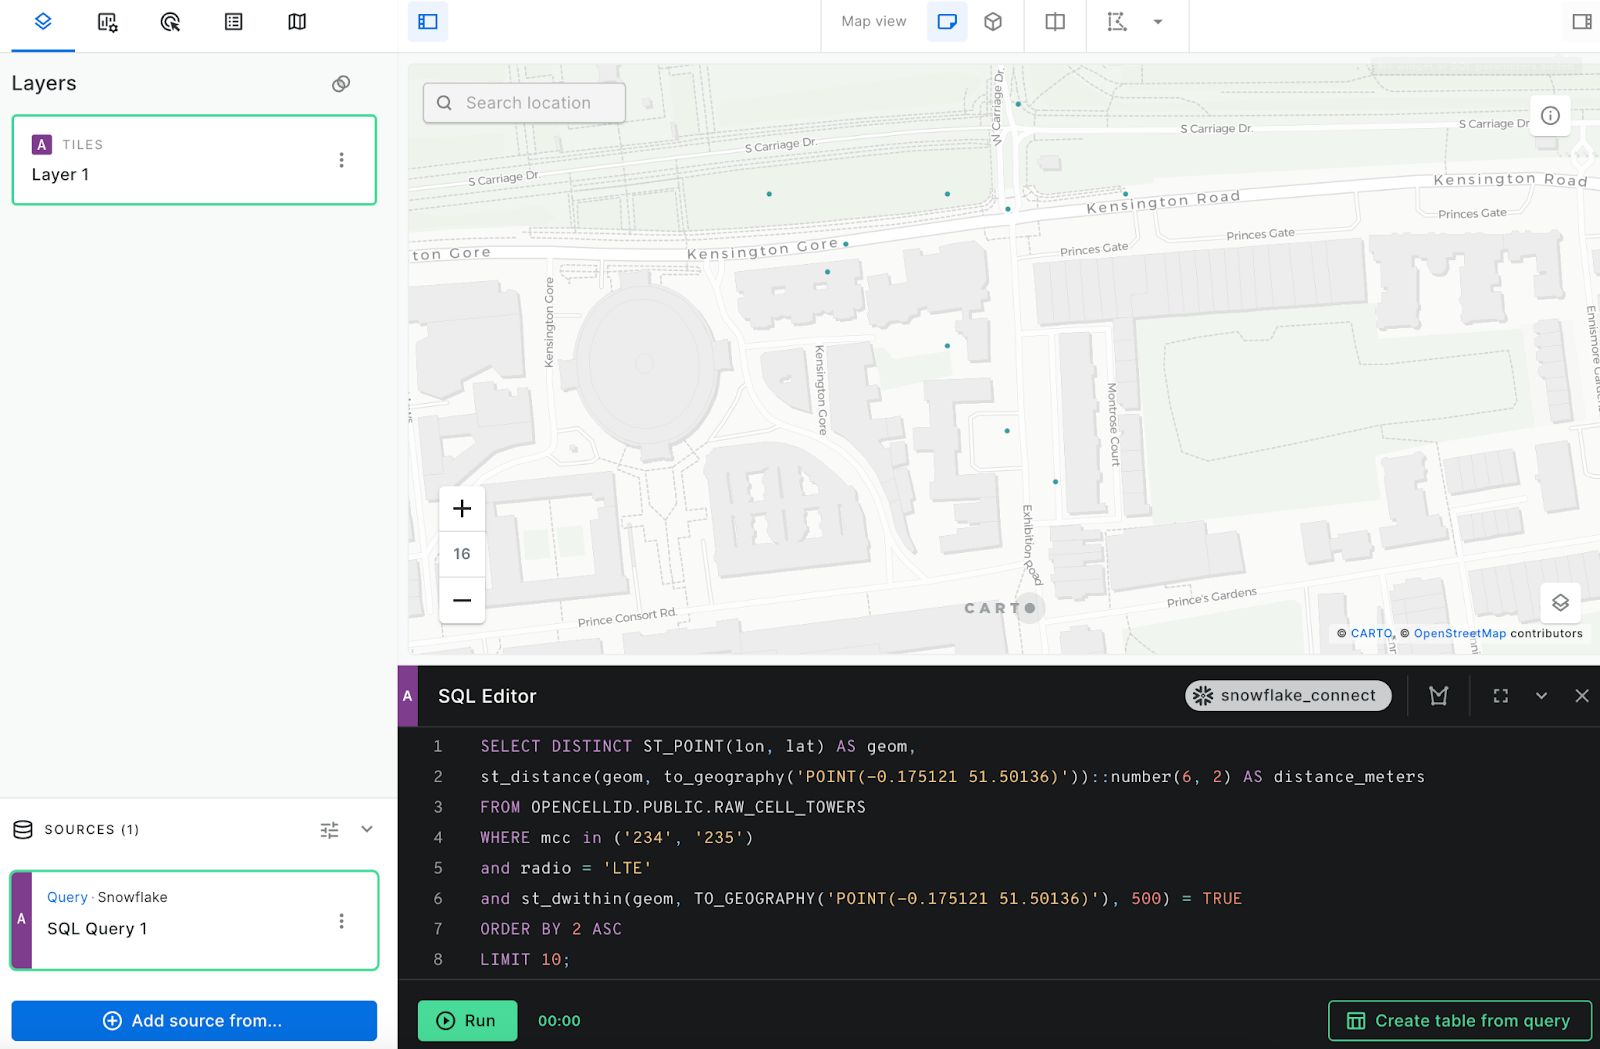 Map view
Layers
A TILES
Layer 1
Search location
N Carriage Dr.
S Carriage Dr.
S Carriage Dr
S Carriage Dr.
S Carriage Dr.
Kensington Road
Kensington Road
Princes Gate
Princes Gate
Princes Gate
ton Gore
Kensington Gore
Kensington Gore
Kensington Gore
Montrose Court
Ennismore Garden
Exhibition Road
16
Prince Consort Rd.
Prince's Gardens
CARTO
© CARTO, © OpenStreetMap contributors
A SQL Editor
snowflake_connect
1 SELECT DISTINCT ST_POINT(lon, lat) AS geom,
2 st_distance(geom, to_geography('POINT(-0.175121 51.50136)'))::number(6, 2) AS distance_meters
3 FROM OPENCELLID.PUBLIC.RAW_CELL_TOWERS
4 WHERE mcc in ('234', '235')
5 and radio = 'LTE'
6 and st_dwithin(geom, TO_GEOGRAPHY('POINT(-0.175121 51.50136)'), 500) = TRUE
7 ORDER BY 2 ASC
8 LIMIT 10;
SOURCES (1)
Query · Snowflake
A
SQL Query 1
Add source from...
Run
00:00
Create table from query